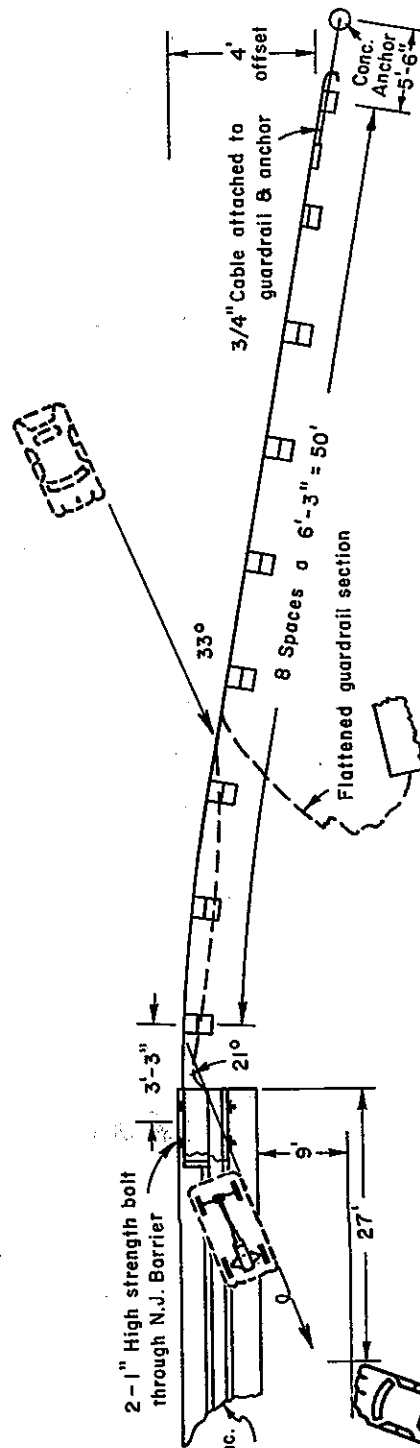 2 - 1" High strength bolt
through N.J. Barrier
3'-3"
21°
33°
9'
27'
nc.
Flattened guardrail section
8 Spaces a 6'-3" = 50'
3/4" Cable attached to
guardrail & anchor
4'
offset
Conc.
Anchor
5'-6"